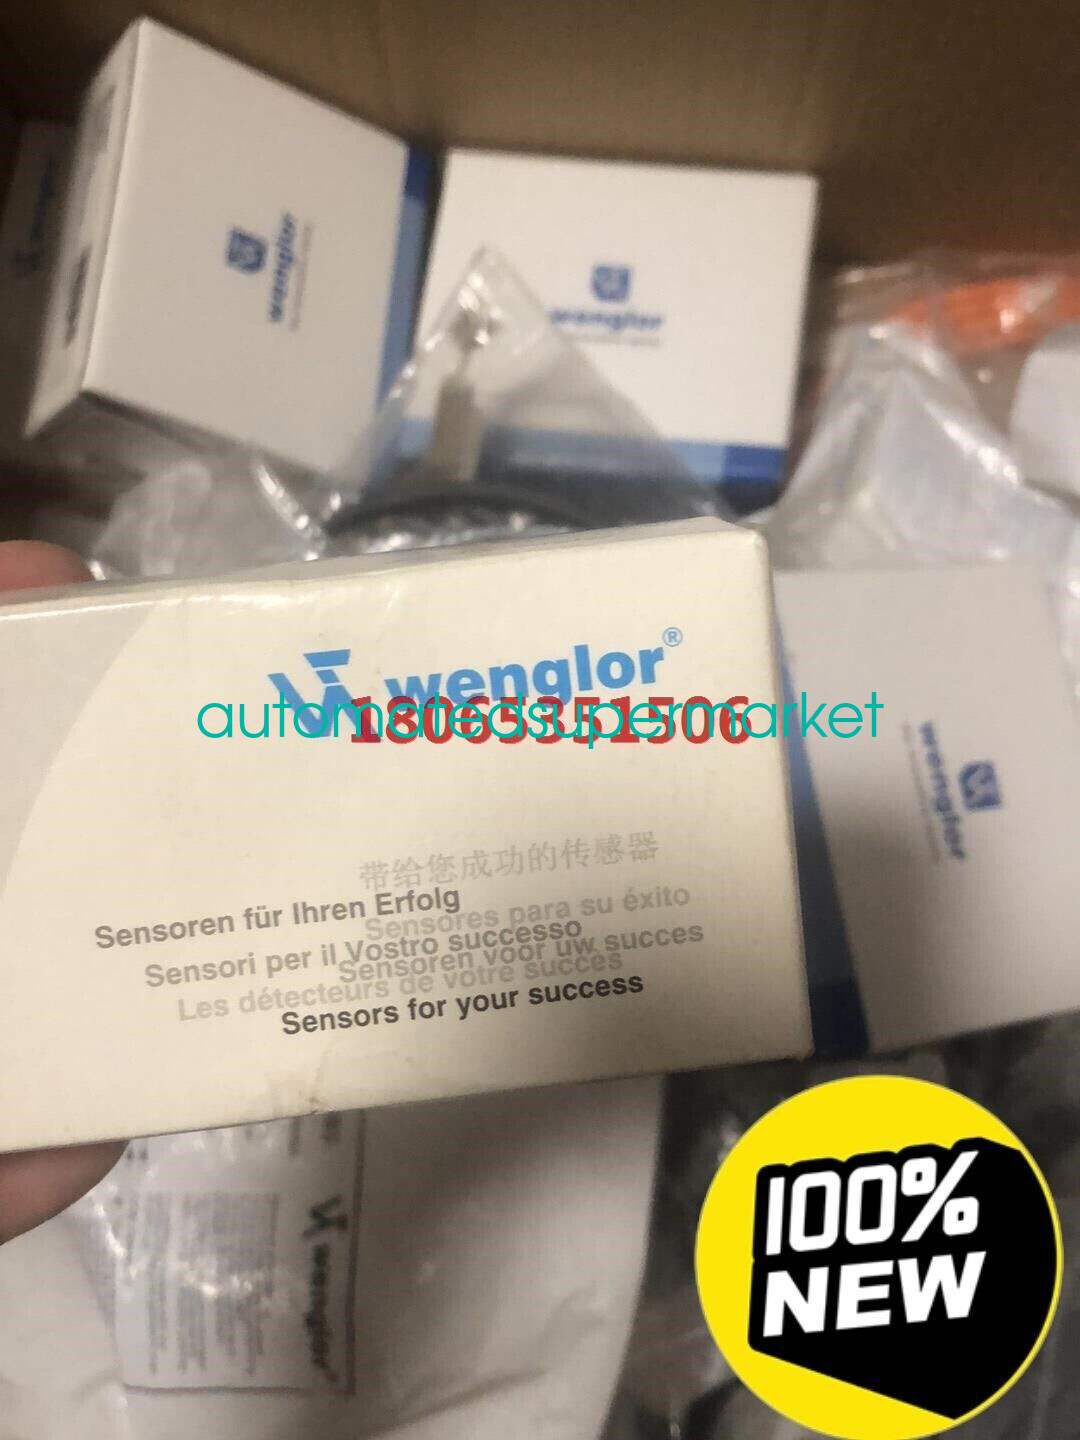 wenglor
wenglor
wenglor®
automatedsupermarket
18065351506
wenglor
带给您成功的传感器
Sensoren für Ihren Erfolg
Sensores para su éxito
Sensori per il Vostro successo
Sensoren voor uw succes
Les détecteurs de votre succès
Sensors for your success
wenglor
100%
NEW